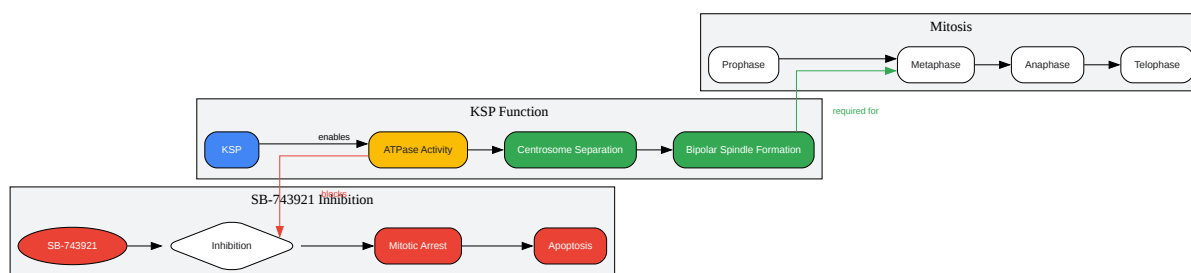 Mitosis
Prophase
Metaphase
Anaphase
Telophase
KSP Function
required for
KSP
enables
ATPase Activity
Centrosome Separation
Bipolar Spindle Formation
blocks
SB-743921 Inhibition
SB-743921
Inhibition
Mitotic Arrest
Apoptosis